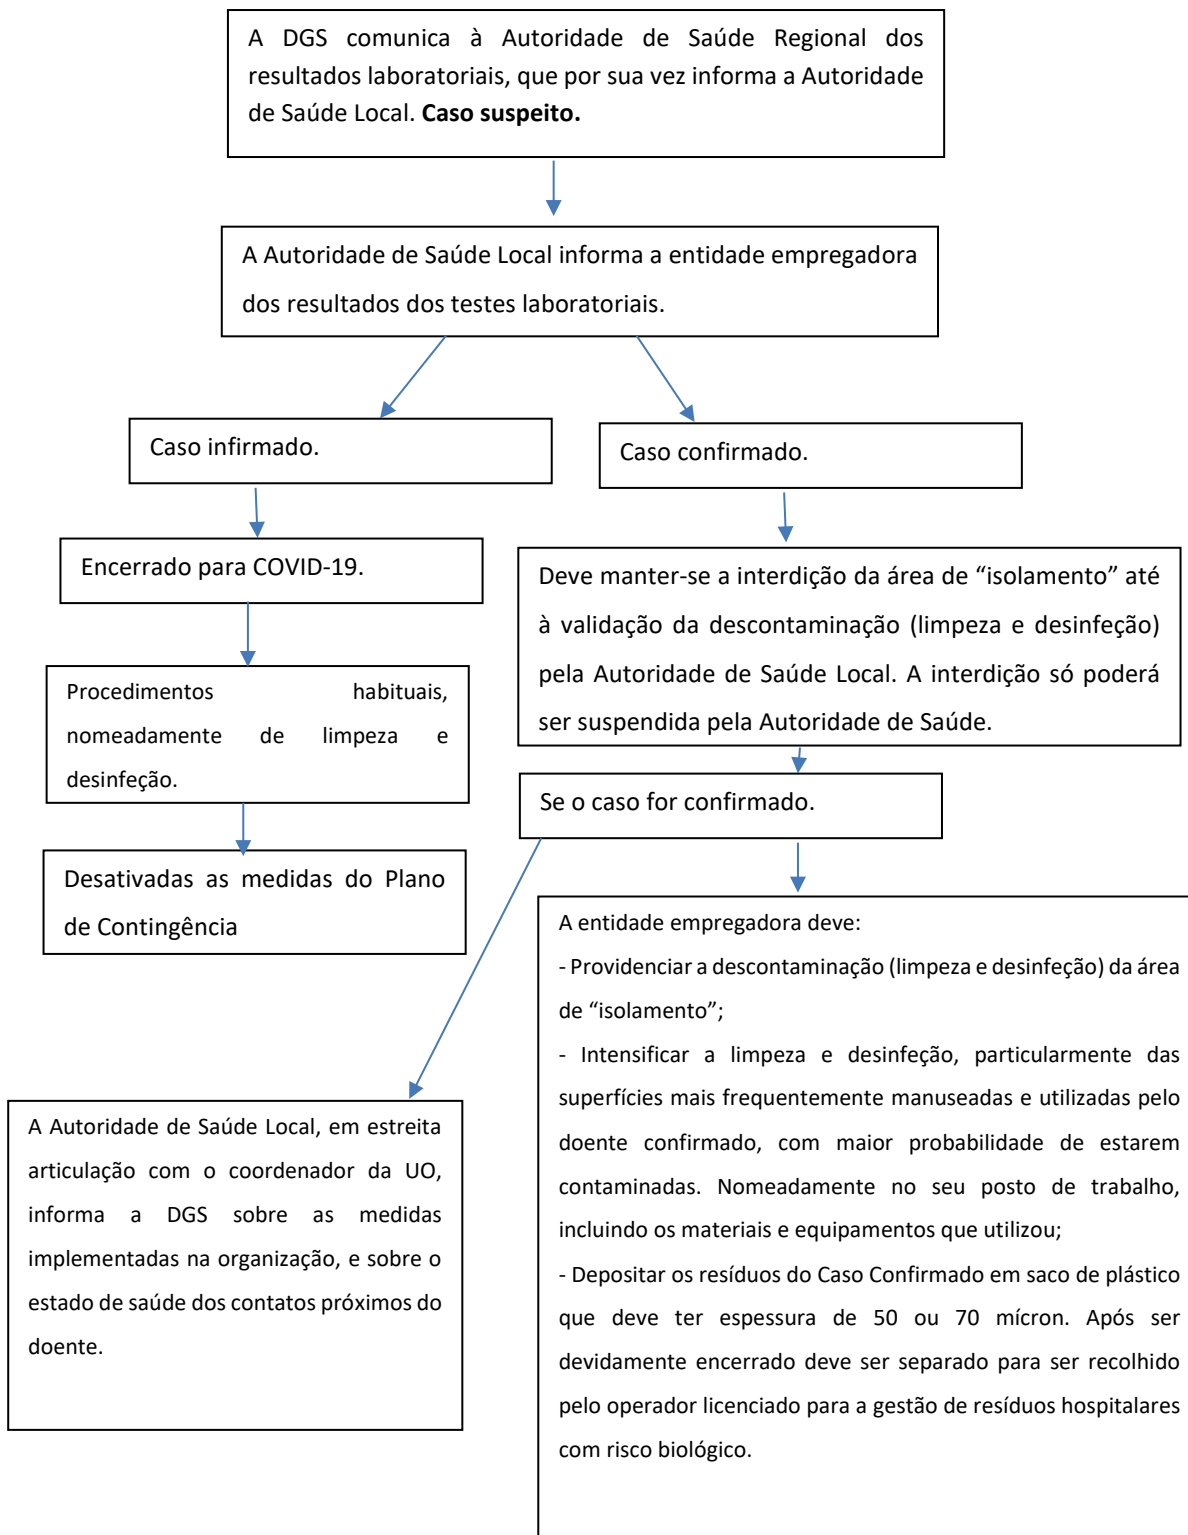 A DGS comunica à Autoridade de Saúde Regional dos
resultados laboratoriais, que por sua vez informa a Autoridade
de Saúde Local. Caso suspeito.
A Autoridade de Saúde Local informa a entidade empregadora
dos resultados dos testes laboratoriais.
Caso infirmado.
Caso confirmado.
Encerrado para COVID-19.
Deve manter-se a interdição da área de “isolamento” até
à validação da descontaminação (limpeza e desinfeção)
pela Autoridade de Saúde Local. A interdição só poderá
ser suspendida pela Autoridade de Saúde.
Procedimentos habituais,
nomeadamente de limpeza e
desinfeção.
Se o caso for confirmado.
Desativadas as medidas do Plano
de Contingência
A entidade empregadora deve:
- Providenciar a descontaminação (limpeza e desinfeção) da área
de “isolamento”;
- Intensificar a limpeza e desinfeção, particularmente das
superfícies mais frequentemente manuseadas e utilizadas pelo
doente confirmado, com maior probabilidade de estarem
contaminadas. Nomeadamente no seu posto de trabalho,
incluindo os materiais e equipamentos que utilizou;
- Depositar os resíduos do Caso Confirmado em saco de plástico
que deve ter espessura de 50 ou 70 mícron. Após ser
devidamente encerrado deve ser separado para ser recolhido
pelo operador licenciado para a gestão de resíduos hospitalares
com risco biológico.
A Autoridade de Saúde Local, em estreita
articulação com o coordenador da UO,
informa a DGS sobre as medidas
implementadas na organização, e sobre o
estado de saúde dos contatos próximos do
doente.